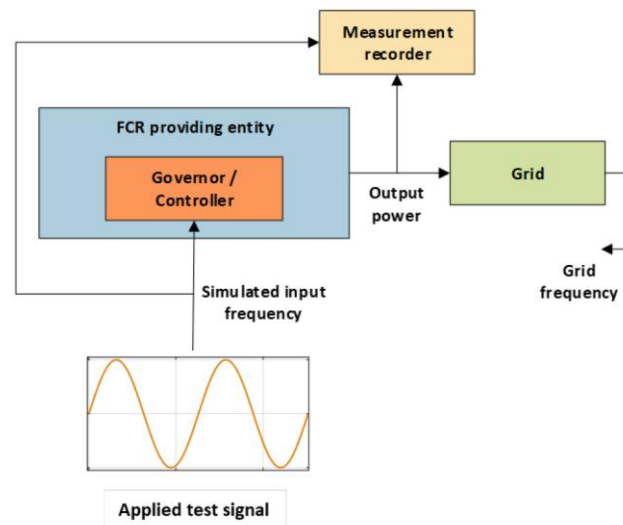 Measurement
recorder
FCR providing entity
Governor /
Controller
Output
power
Grid
Grid
frequency
Simulated input
frequency
Applied test signal